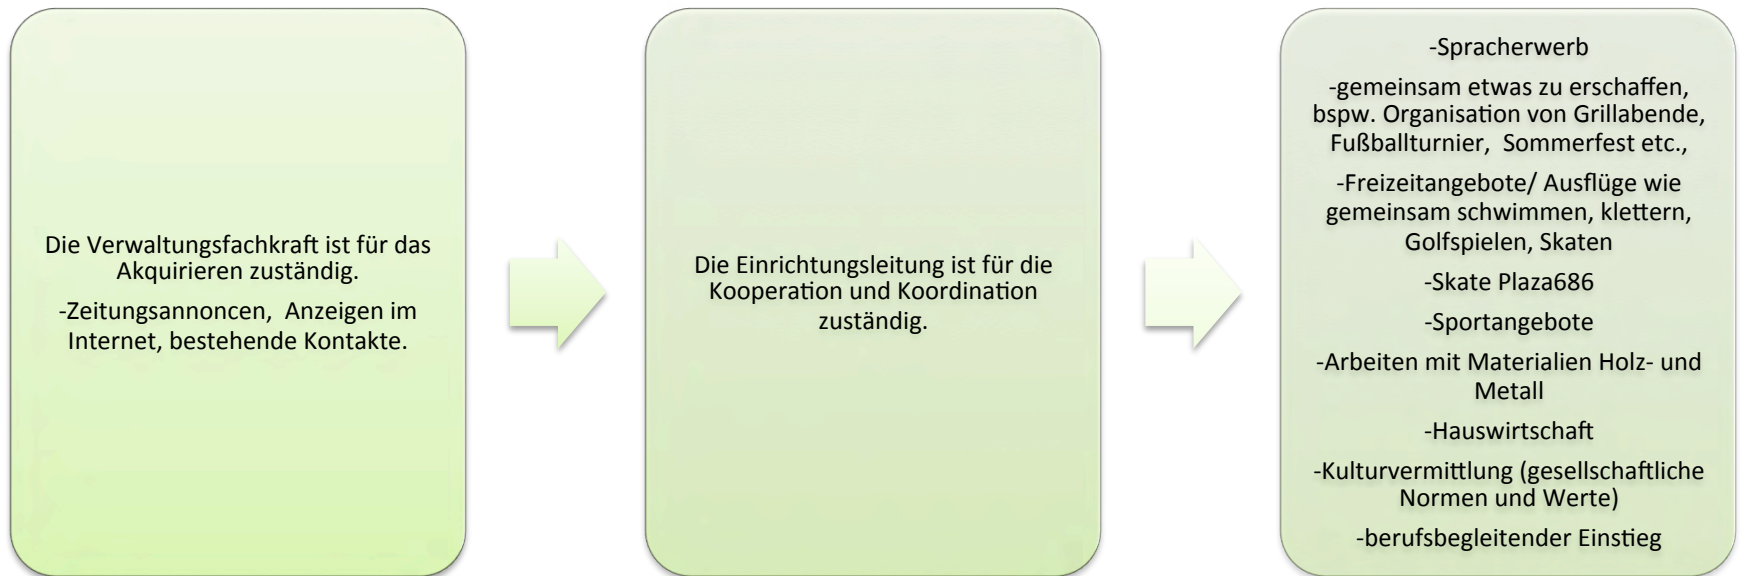 Die Verwaltungsfachkraft ist für das
Akquirieren zuständig.
-Zeitungsannoncen, Anzeigen im
Internet, bestehende Kontakte.
Die Einrichtungsleitung ist für die
Kooperation und Koordination
zuständig.
-Spracherwerb
-gemeinsam etwas zu erschaffen,
bspw. Organisation von Grillabende,
Fußballturnier, Sommerfest etc.,
-Freizeitangebote/ Ausflüge wie
gemeinsam schwimmen, klettern,
Golfspielen, Skaten
-Skate Plaza686
-Sportangebote
-Arbeiten mit Materialien Holz- und
Metall
-Hauswirtschaft
-Kulturvermittlung (gesellschaftliche
Normen und Werte)
-berufsbegleitender Einstieg